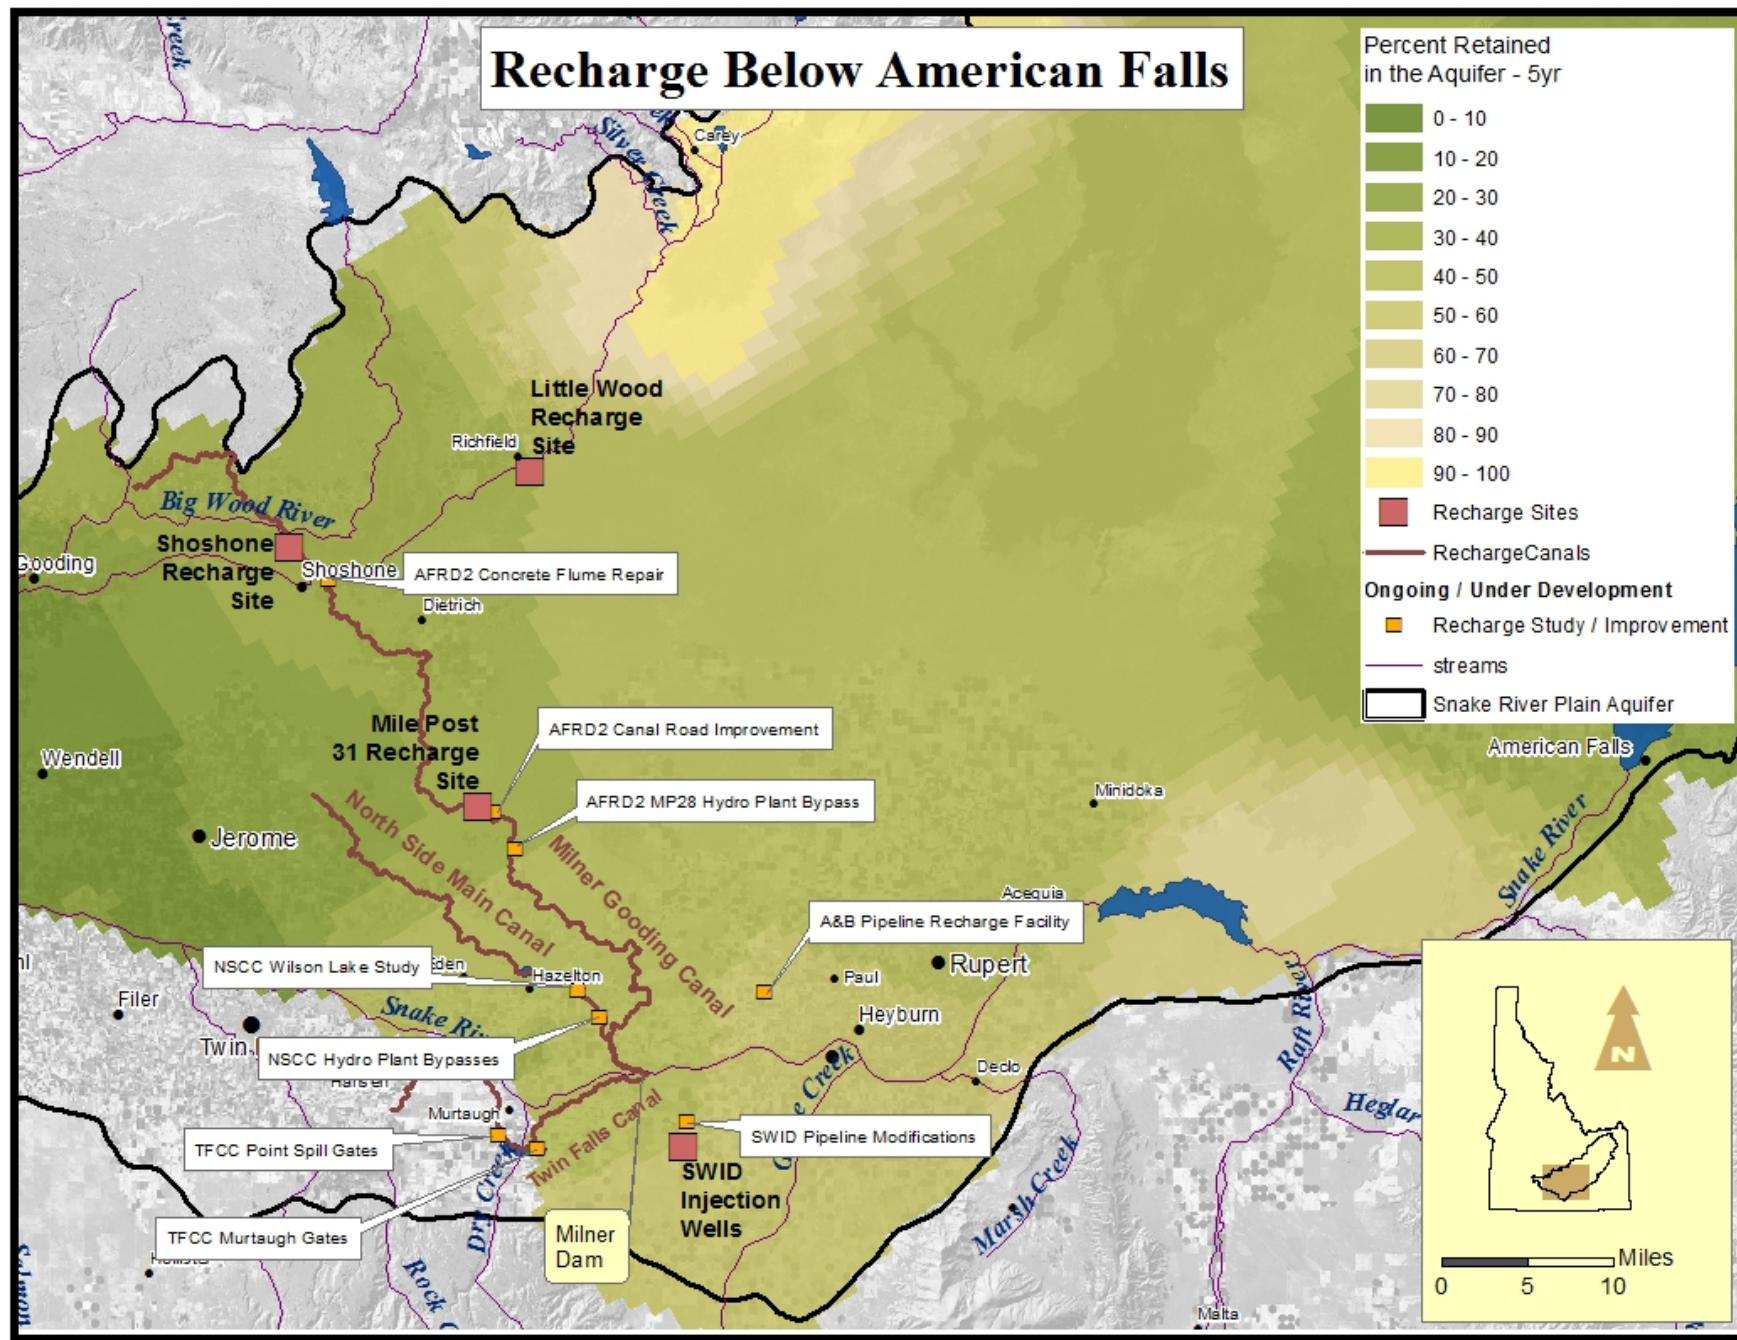 Recharge Below American Falls
Creek
Silver Creek
Carey
Percent Retained
in the Aquifer - 5yr
0 - 10
10 - 20
20 - 30
30 - 40
40 - 50
50 - 60
60 - 70
70 - 80
80 - 90
90 - 100
Recharge Sites
RechargeCanals
Ongoing / Under Development
Recharge Study / Improvement
streams
Snake River Plain Aquifer
Little Wood
Recharge
Site
Richfield
Big Wood River
Shoshone
Recharge
Site
Gooding
Shoshone
AFRD2 Concrete Flume Repair
Dietrich
Mile Post
31 Recharge
Site
AFRD2 Canal Road Improvement
AFRD2 MP28 Hydro Plant Bypass
Wendell
Jerome
North Side Main Canal
Milner Gooding Canal
Minidoka
American Falls
Snake River
Acequia
A&B Pipeline Recharge Facility
NSCC Wilson Lake Study
Hazelton
Paul
Rupert
Heyburn
Filer
Twin
Snake
NSCC Hydro Plant Bypasses
Hansen
Murtaugh
Declo
Creek
Raft River
Heglar
TFCC Point Spill Gates
Twin Falls Canal
SWID Pipeline Modifications
SWID
Injection
Wells
Marsh Creek
TFCC Murtaugh Gates
Dry Creek
Milner
Dam
Rock
Malta
N
Miles
0 5 10